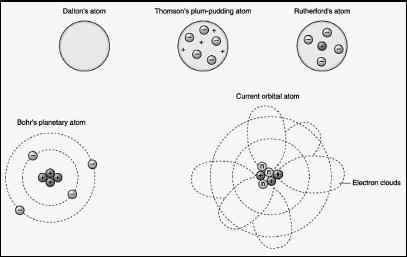 Dalton's atom
Thomson's plum-pudding atom
Rutherford's atom
Bohr's planetary atom
Current orbital atom
Electron clouds
n
n
n